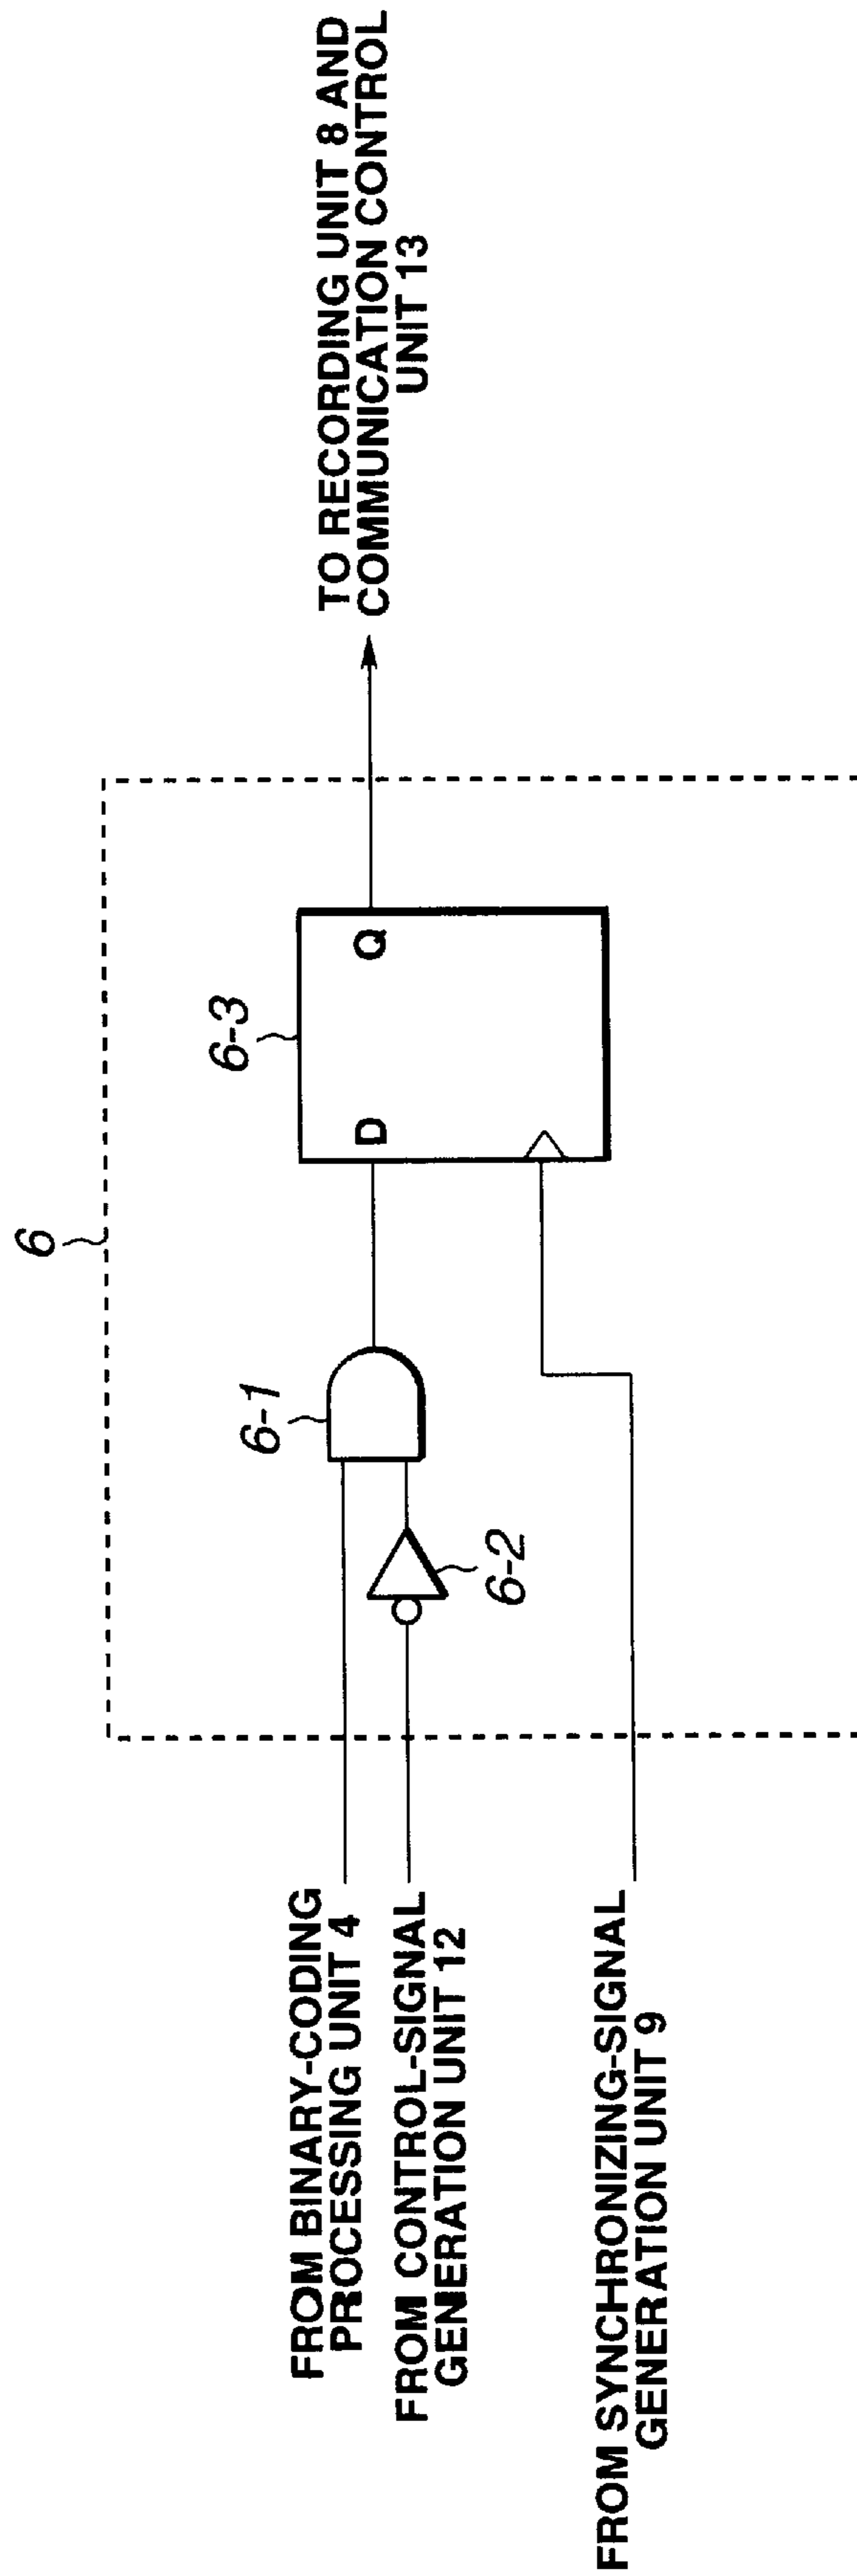 6
6-3
D
Q
6-1
6-2
FROM BINARY-CODING
PROCESSING UNIT 4
FROM CONTROL-SIGNAL
GENERATION UNIT 12
FROM SYNCHRONIZING-SIGNAL
GENERATION UNIT 9
TO RECORDING UNIT 8 AND
COMMUNICATION CONTROL
UNIT 13